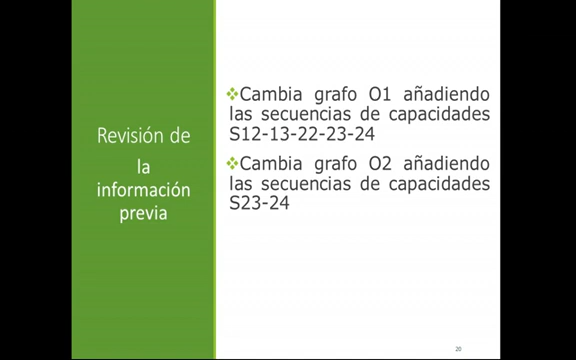 Revisión de
la
información
previa
❖Cambia grafo O1 añadiendo
las secuencias de capacidades
S12-13-22-23-24
❖Cambia grafo O2 añadiendo
las secuencias de capacidades
S23-24
20